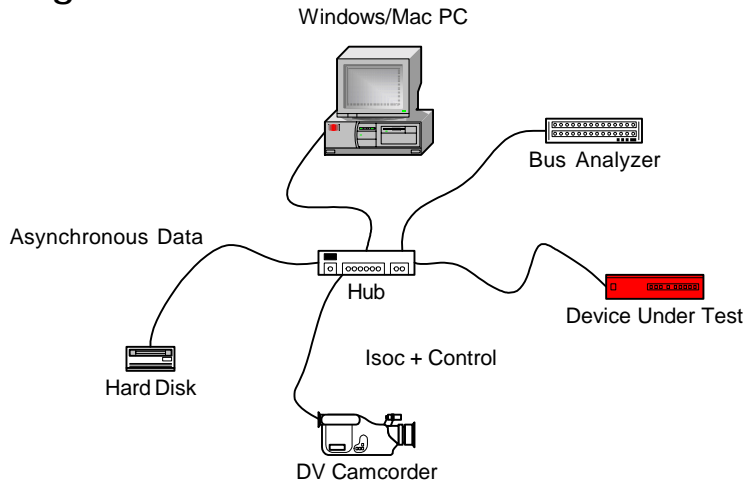 Windows/Mac PC
Bus Analyzer
Asynchronous Data
Hub
Device Under Test
Isoc + Control
Hard Disk
DV Camcorder